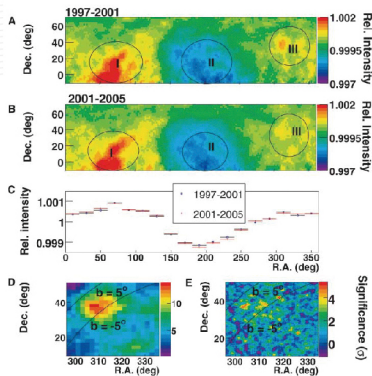 A 1997-2001
Dec. (deg)
60
40
20
0
I
II
III
1.002
0.9995
0.997
Rel. intensity
B 2001-2005
Dec. (deg)
60
40
20
0
I
II
III
1.002
0.9995
0.997
Rel. intensity
C
Rel. intensity
1.001
0.999
1997-2001
2001-2005
0 50 100 150 200 250 300 350
R.A. (deg)
D
Dec. (deg)
40
20
b = 5°
b = -5°
10
5
300 310 320 330
R.A. (deg)
E
Dec. (deg)
40
20
b = 5°
b = -5°
4
2
0
Significance (σ)
300 310 320 330
R.A. (deg)